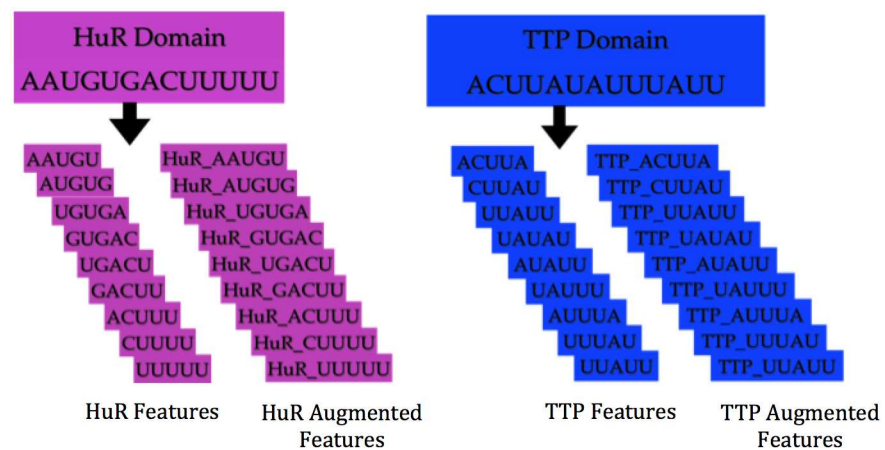 HuR Domain
AAUGUGACUUUUU
AAUGU
AUGUG
UGUGA
GUGAC
UGACU
GACUU
ACUUU
CUUUU
UUUUU
HuR Features
HuR_AAUGU
HuR_AUGUG
HuR_UGUGA
HuR_GUGAC
HuR_UGACU
HuR_GACUU
HuR_ACUUU
HuR_CUUUU
HuR_UUUUU
HuR Augmented
Features
TTP Domain
ACUUAUAUUUAUU
ACUUA
CUUAU
UUAUU
UAUAU
AUAUU
UAUUU
AUUUA
UUUAU
UUAUU
TTP Features
TTP_ACUUA
TTP_CUUAU
TTP_UUAUU
TTP_UAUAU
TTP_AUAUU
TTP_UAUUU
TTP_AUUUA
TTP_UUUAU
TTP_UUAUU
TTP Augmented
Features